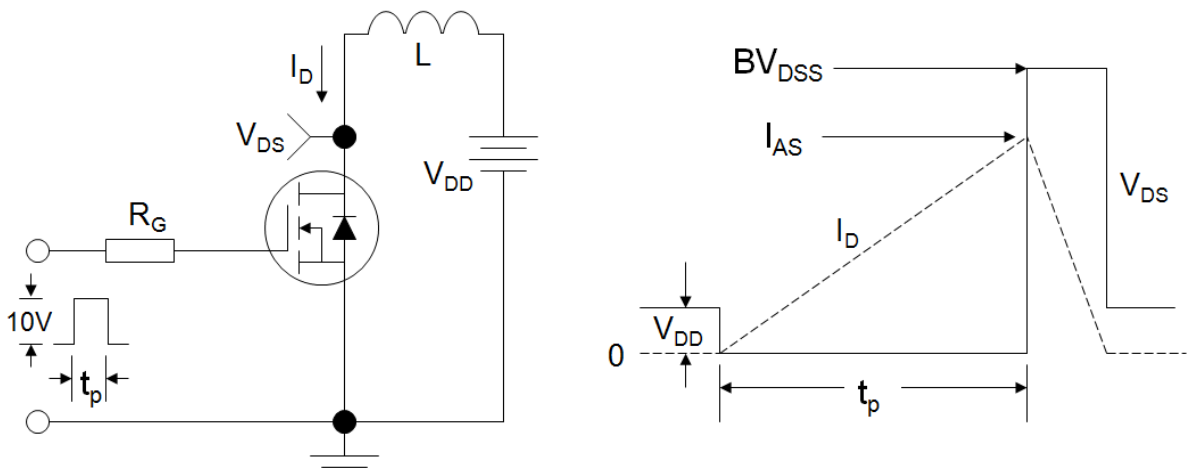 L
I_D
V_DS
V_DD
R_G
10V
t_p
BV_DSS
I_AS
V_DS
I_D
V_DD
0
t_p